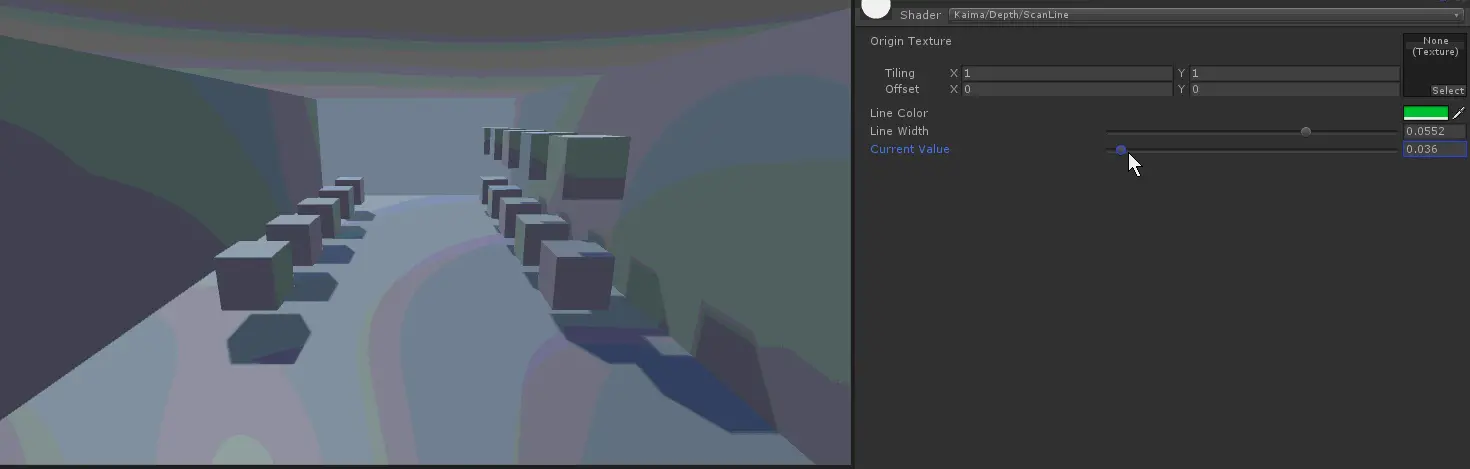 Shader Kaima/Depth/ScanLine
Origin Texture
None
(Texture)
Tiling X 1 Y 1
Offset X 0 Y 0
Select
Line Color
Line Width 0.0552
Current Value 0.036